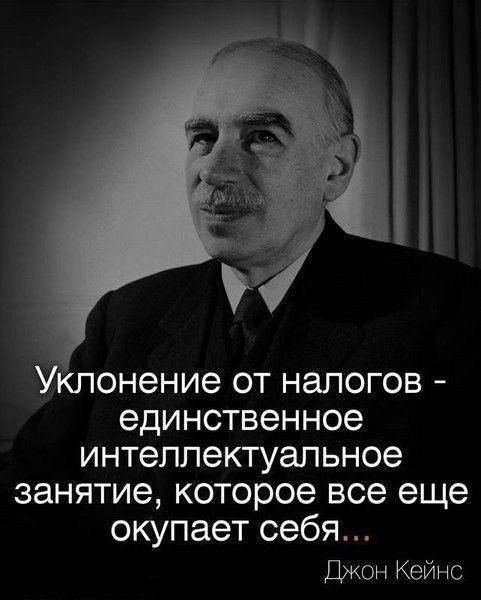 Уклонение от налогов -
единственное
интеллектуальное
занятие, которое все еще
окупает себя...
Джон Кейнс